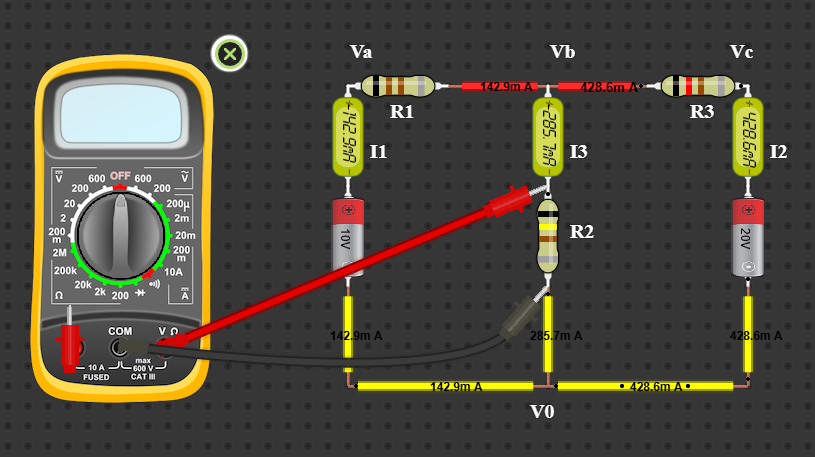 Va
Vb
Vc
142.9m A
428.6m A
R1
R3
-142.9mA
-285.7mA
-428.6mA
I1
I3
I2
10V
R2
20V
142.9m A
285.7m A
428.6m A
142.9m A
428.6m A
V0
V
600 OFF 600
V
200
200
20
200µ
2
2m
200
m
20m
2M
200
m
200k
10A
20k
2k
200
Ω
A
COM
V Ω
10 A
FUSED
max
600 V
CAT III